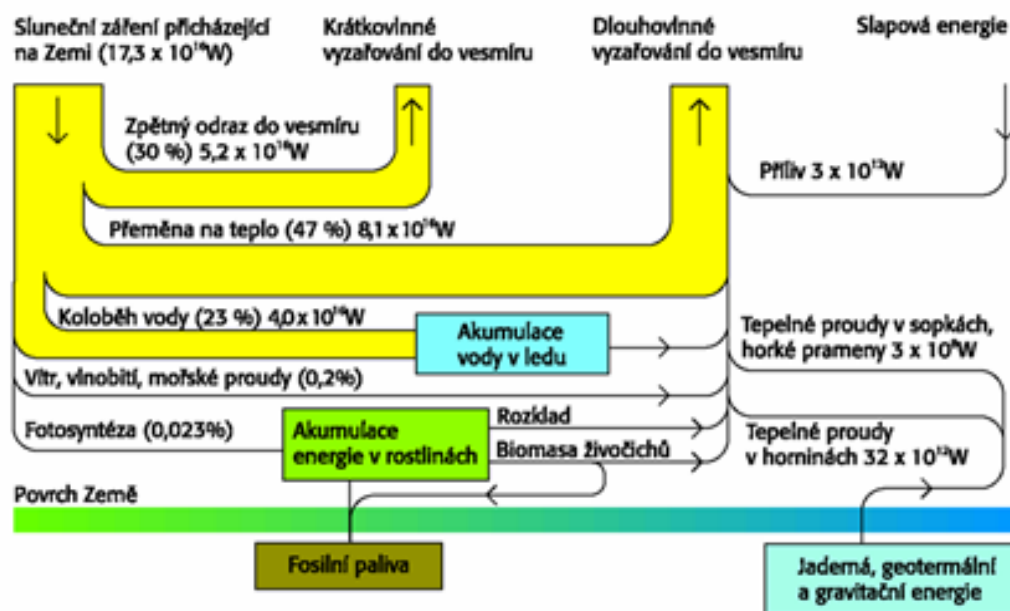 Sluneční záření přicházející
na Zemi (17,3 x 10¹⁶W)
Krátkovlnné
vyzařování do vesmíru
Dlouhovlnné
vyzařování do vesmíru
Slapová energie
Zpětný odraz do vesmíru
(30 %) 5,2 x 10¹⁶W
Příliv 3 x 10¹²W
Přeměna na teplo (47 %) 8,1 x 10¹⁶W
Koloběh vody (23 %) 4,0 x 10¹⁶W
Akumulace
vody v ledu
Tepelné proudy v sopkách,
horké prameny 3 x 10⁹W
Vítr, vlnobití, mořské proudy (0,2%)
Fotosyntéza (0,023%)
Akumulace
energie v rostlinách
Rozklad
Biomasa živočichů
Tepelné proudy
v horninách 32 x 10¹²W
Povrch Země
Fosilní paliva
Jaderná, geotermální
a gravitační energie